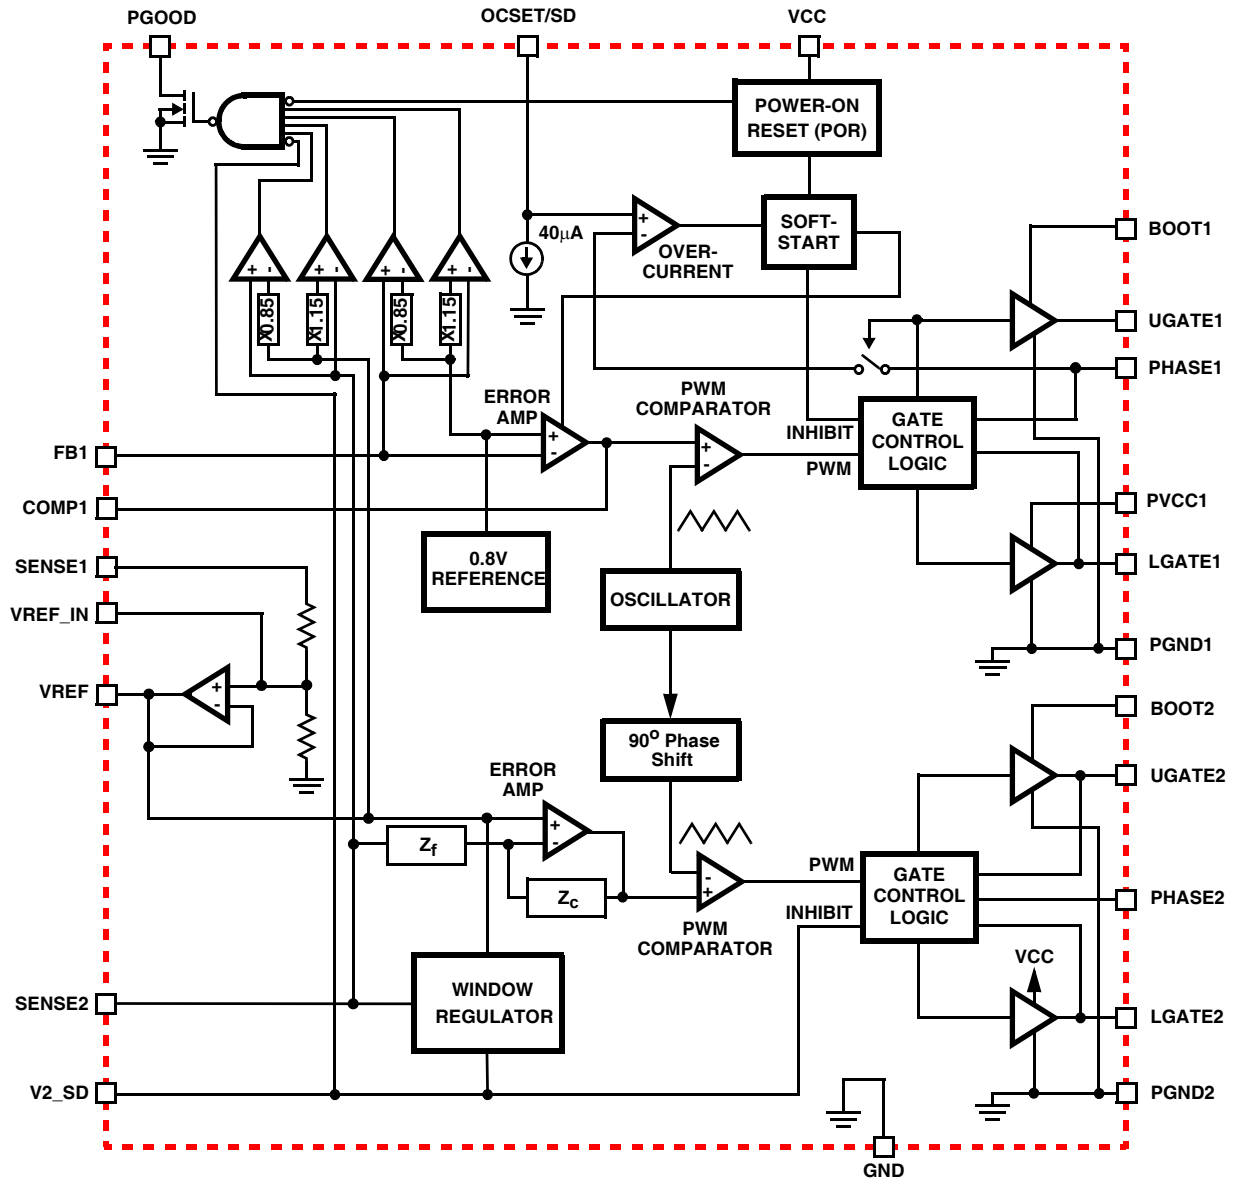 PGOOD
OCSET/SD
VCC
POWER-ON
RESET (POR)
SOFT-
START
40µA
+
-
OVER-
CURRENT
+ -
+ -
+ -
+ -
X0.85
X1.15
X0.85
X1.15
BOOT1
UGATE1
PHASE1
ERROR
AMP
+
-
PWM
COMPARATOR
+
-
INHIBIT
PWM
GATE
CONTROL
LOGIC
FB1
COMP1
PVCC1
LGATE1
SENSE1
0.8V
REFERENCE
OSCILLATOR
VREF_IN
PGND1
VREF
+
-
BOOT2
90o Phase
Shift
UGATE2
ERROR
AMP
+
-
Zf
Zc
-
+
PWM
COMPARATOR
PWM
INHIBIT
GATE
CONTROL
LOGIC
PHASE2
VCC
WINDOW
REGULATOR
SENSE2
LGATE2
V2_SD
PGND2
GND